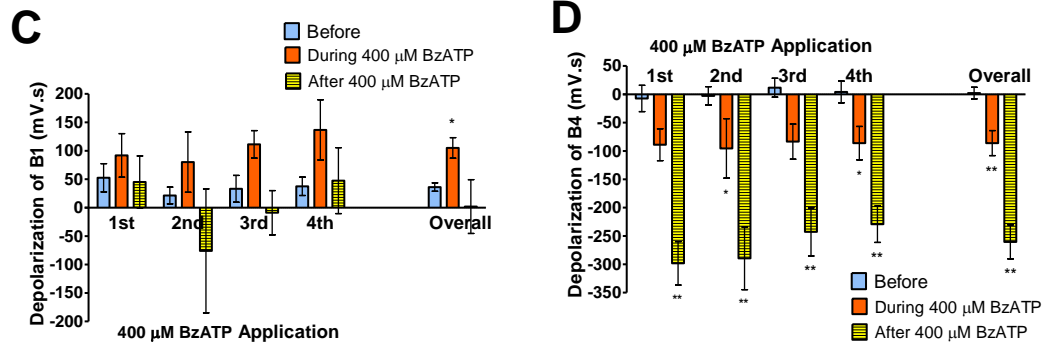 C
Before
During 400 μM BzATP
After 400 μM BzATP
Depolarization of B1 (mV.s)
200
150
100
50
0
-50
-100
-150
-200
1st 2nd 3rd 4th Overall
*
400 μM BzATP Application
D
400 μM BzATP Application
Depolarization of B4 (mV.s)
50
0
-50
-100
-150
-200
-250
-300
-350
1st 2nd 3rd 4th Overall
* * **
** ** ** ** **
Before
During 400 μM BzATP
After 400 μM BzATP